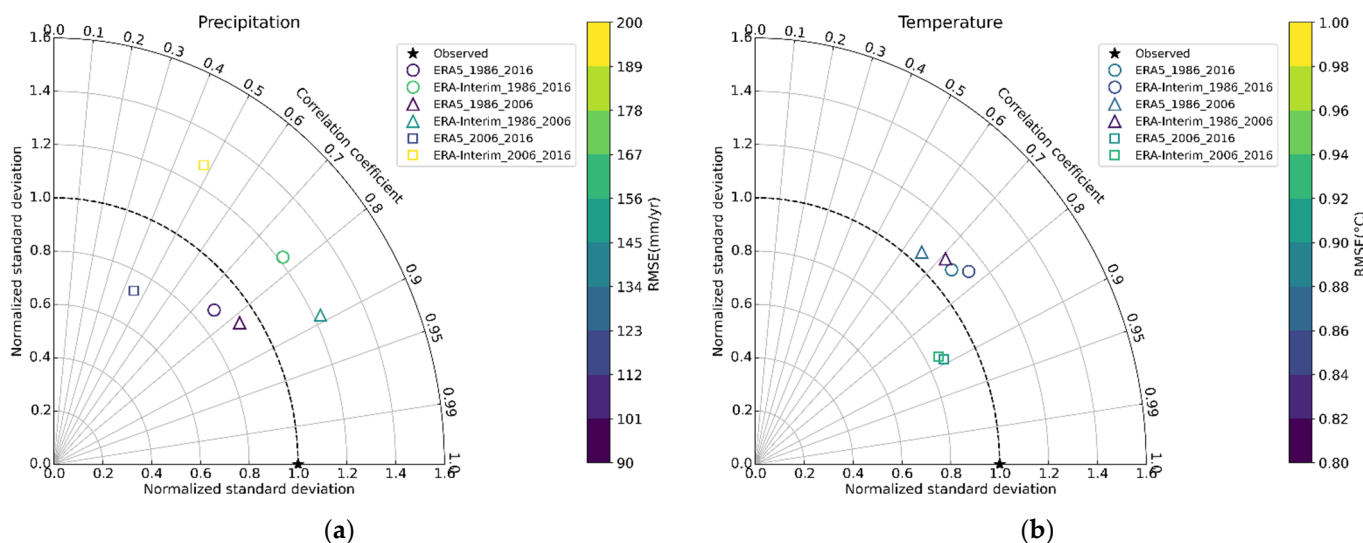 Precipitation
0.0
0.1
0.2
0.3
0.4
0.5
0.6
0.7
0.8
0.9
0.95
0.99
1.0
Correlation coefficient
1.6
1.4
1.2
1.0
0.8
0.6
0.4
0.2
0.0
Normalized standard deviation
0.0 0.2 0.4 0.6 0.8 1.0 1.2 1.4 1.6
Normalized standard deviation
Observed
ERA5_1986_2016
ERA-Interim_1986_2016
ERA5_1986_2006
ERA-Interim_1986_2006
ERA5_2006_2016
ERA-Interim_2006_2016
200
189
178
167
156
145
134
123
112
101
90
RMSE(mm/yr)
(a)
Temperature
0.0
0.1
0.2
0.3
0.4
0.5
0.6
0.7
0.8
0.9
0.95
0.99
1.0
Correlation coefficient
1.6
1.4
1.2
1.0
0.8
0.6
0.4
0.2
0.0
Normalized standard deviation
0.0 0.2 0.4 0.6 0.8 1.0 1.2 1.4 1.6
Normalized standard deviation
Observed
ERA5_1986_2016
ERA-Interim_1986_2016
ERA5_1986_2006
ERA-Interim_1986_2006
ERA5_2006_2016
ERA-Interim_2006_2016
1.00
0.98
0.96
0.94
0.92
0.90
0.88
0.86
0.84
0.82
0.80
RMSE(°C)
(b)